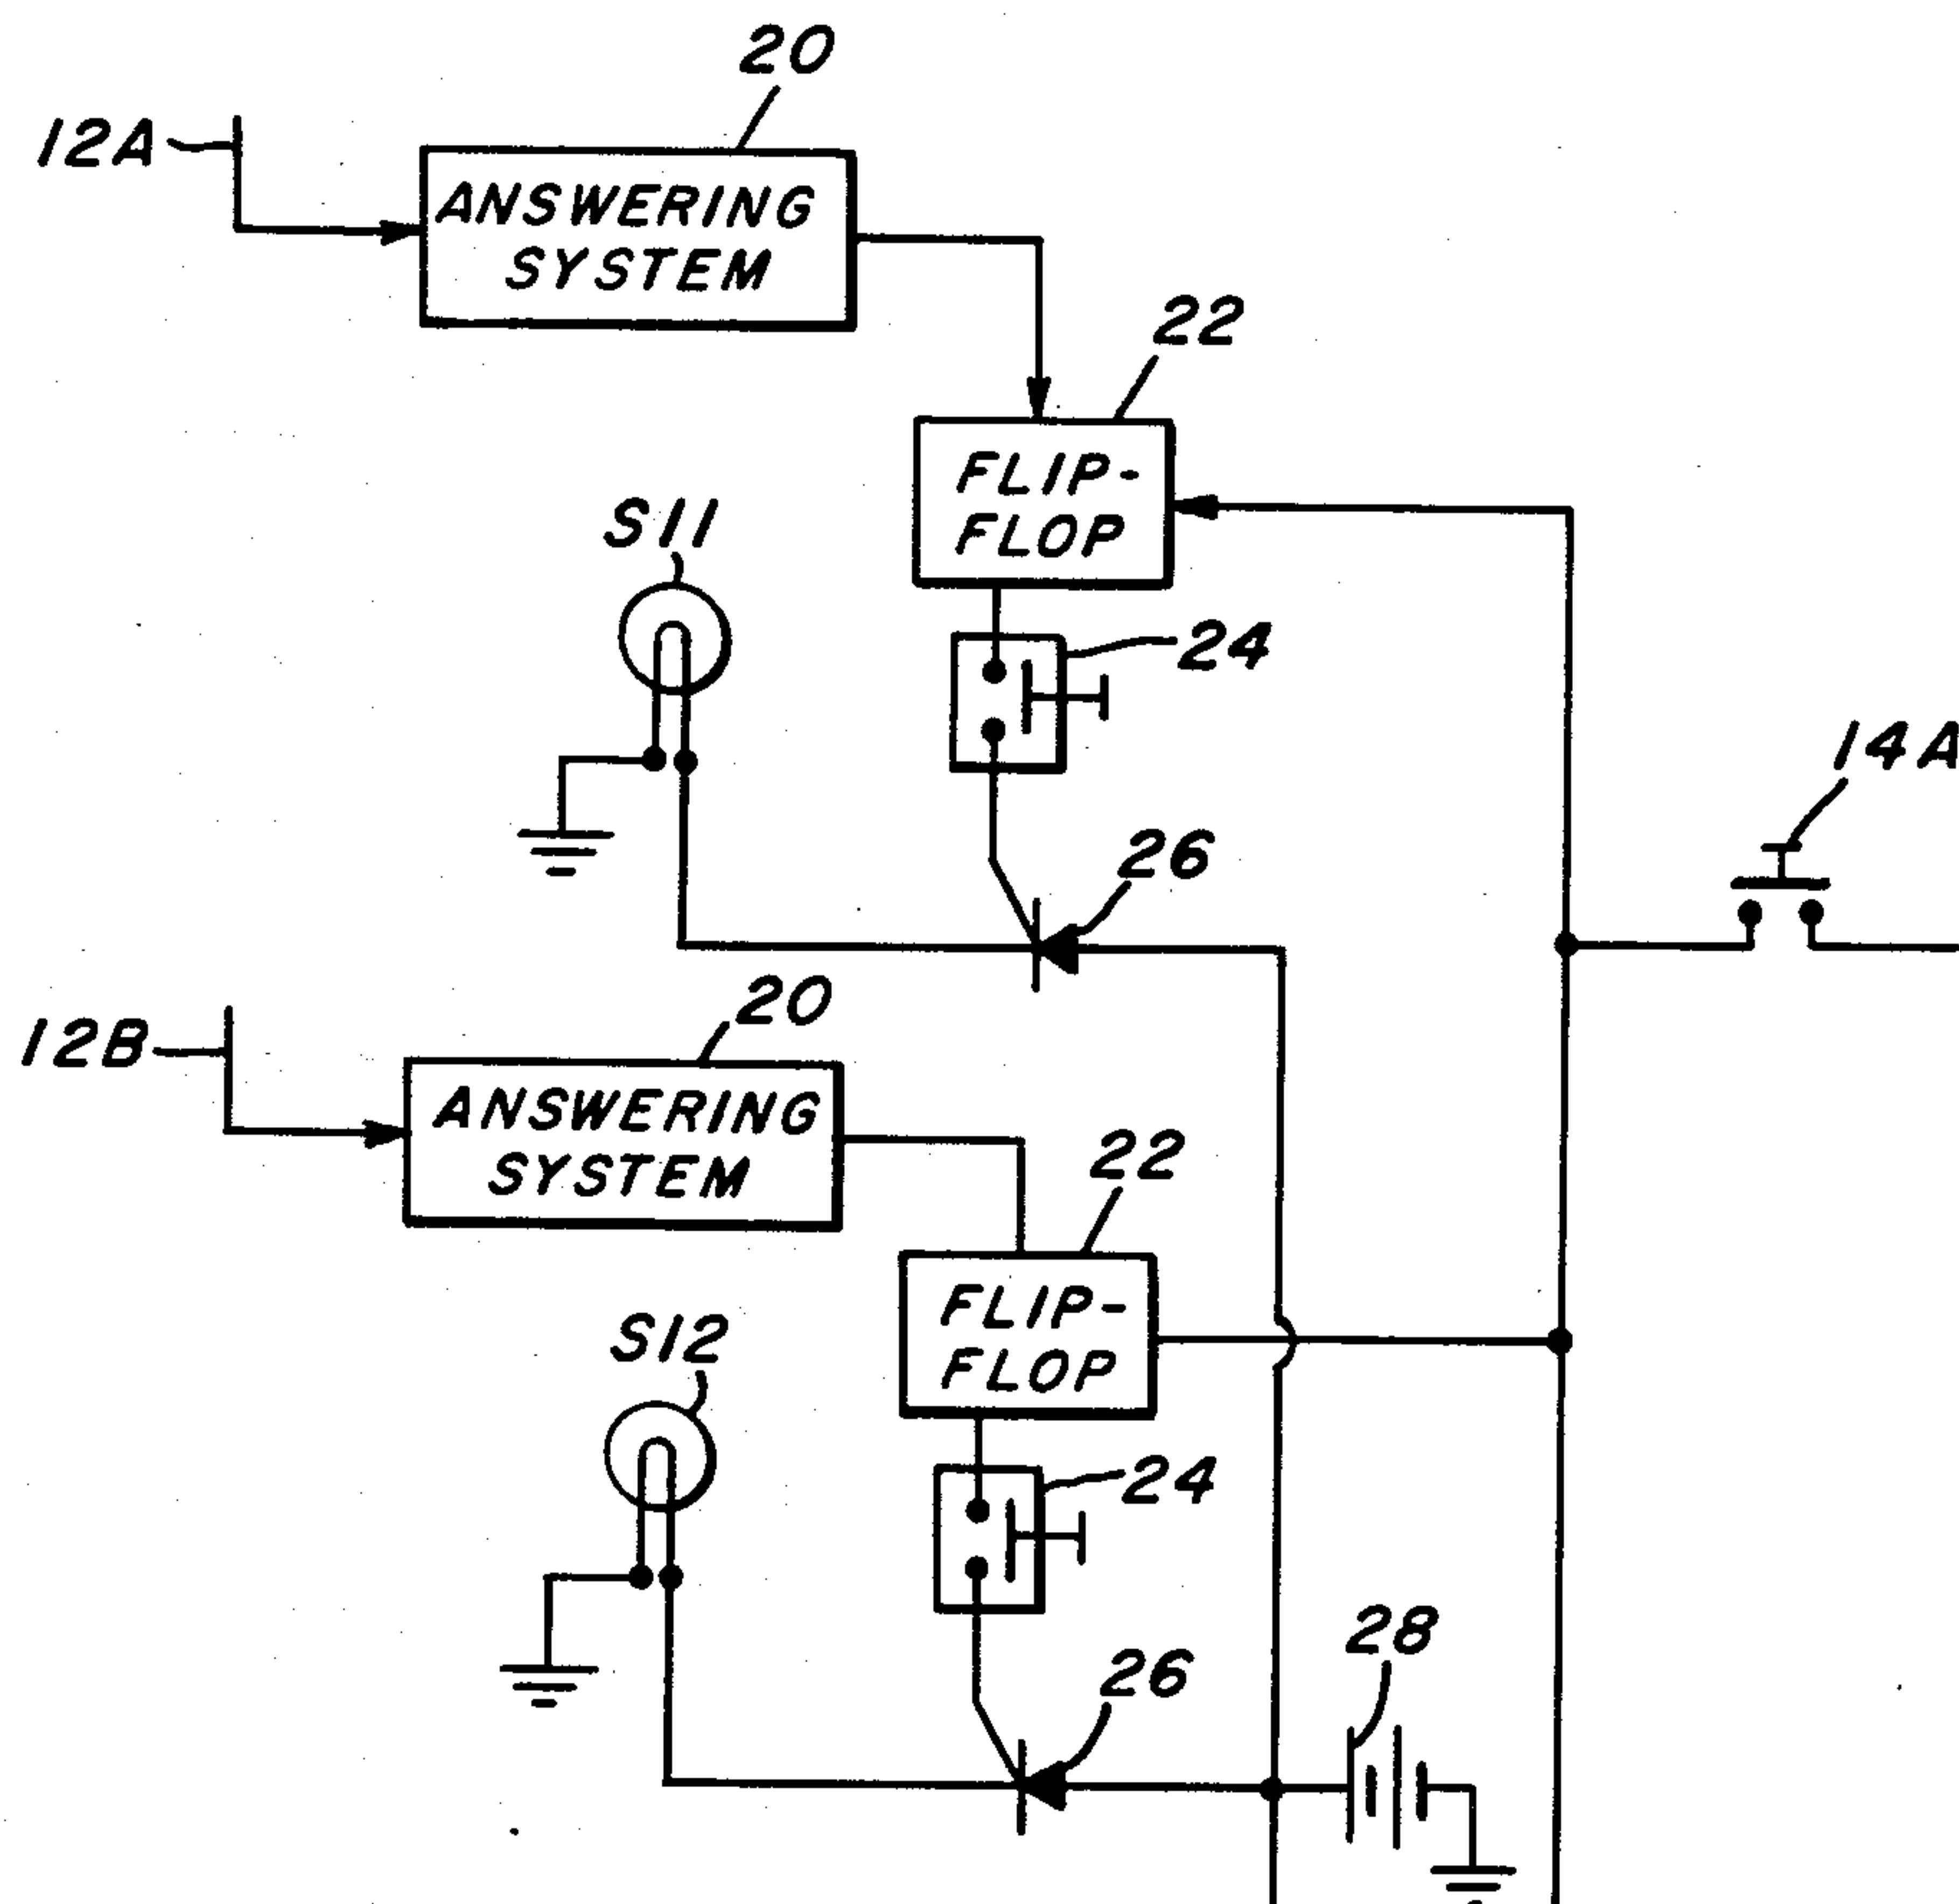 20
12A
ANSWERING
SYSTEM
22
FLIP-
FLOP
S11
24
14A
26
20
12B
ANSWERING
SYSTEM
22
FLIP-
FLOP
S12
24
28
26